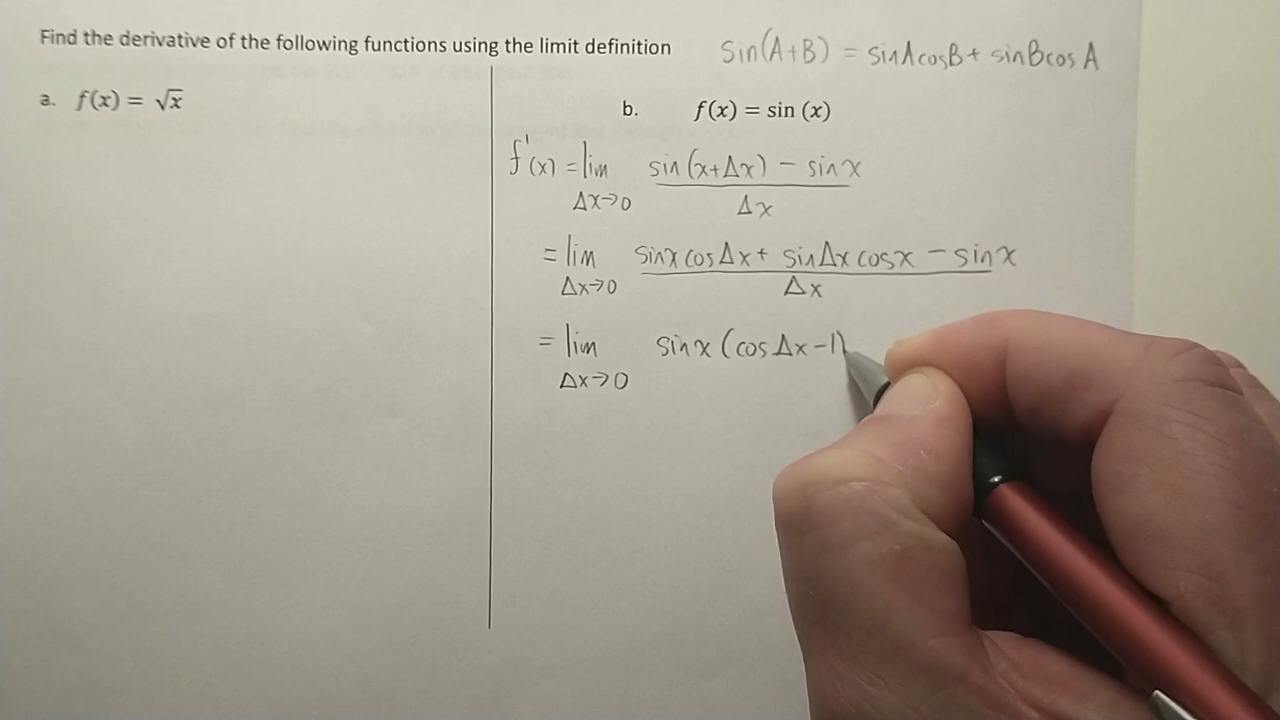 Find the derivative of the following functions using the limit definition
Sin(A+B) = sinAcosB + sinBcosA
a. f(x) = √x
b. f(x) = sin (x)
f'(x) = lim sin(x+Δx) - sinx
Δx→0 Δx
= lim sinx cosΔx + sinΔx cosx - sinx
Δx→0 Δx
= lim sinx (cosΔx-1)
Δx→0